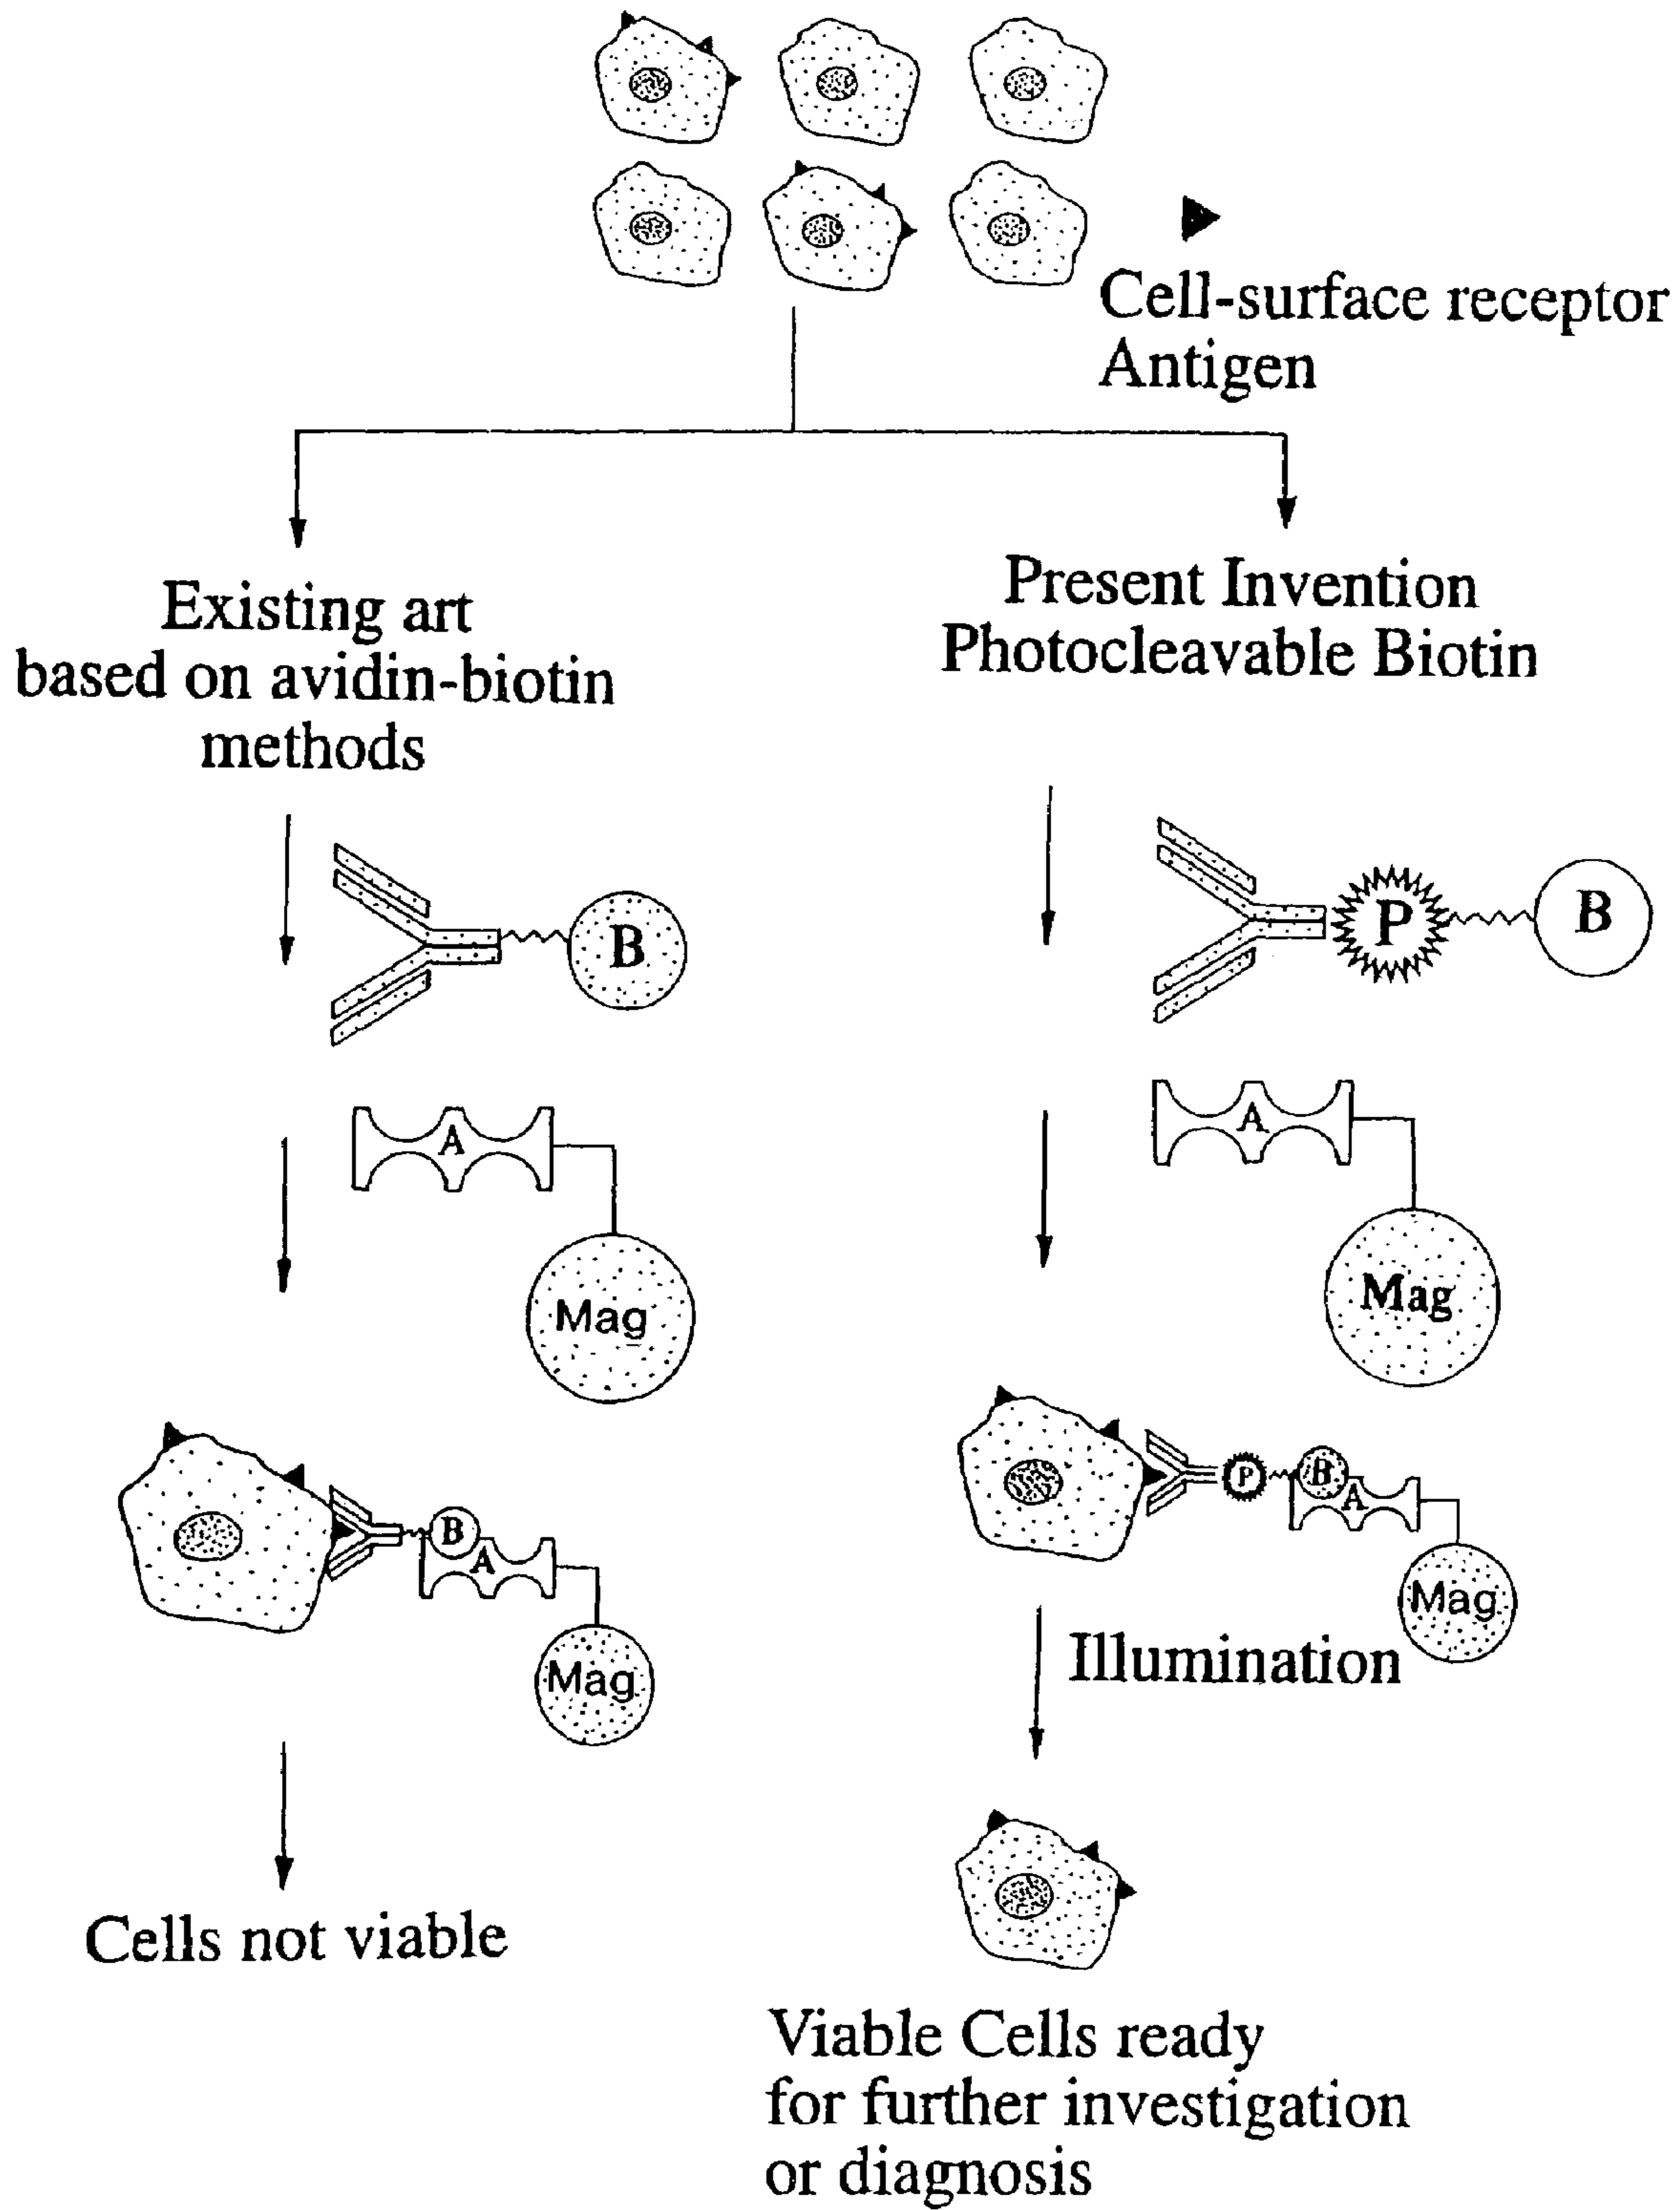 Cell-surface receptor
Antigen
Existing art
based on avidin-biotin
methods
Present Invention
Photocleavable Biotin
B
P
B
A
Mag
A
Mag
B
A
Mag
P
B
A
Mag
Illumination
Cells not viable
Viable Cells ready
for further investigation
or diagnosis